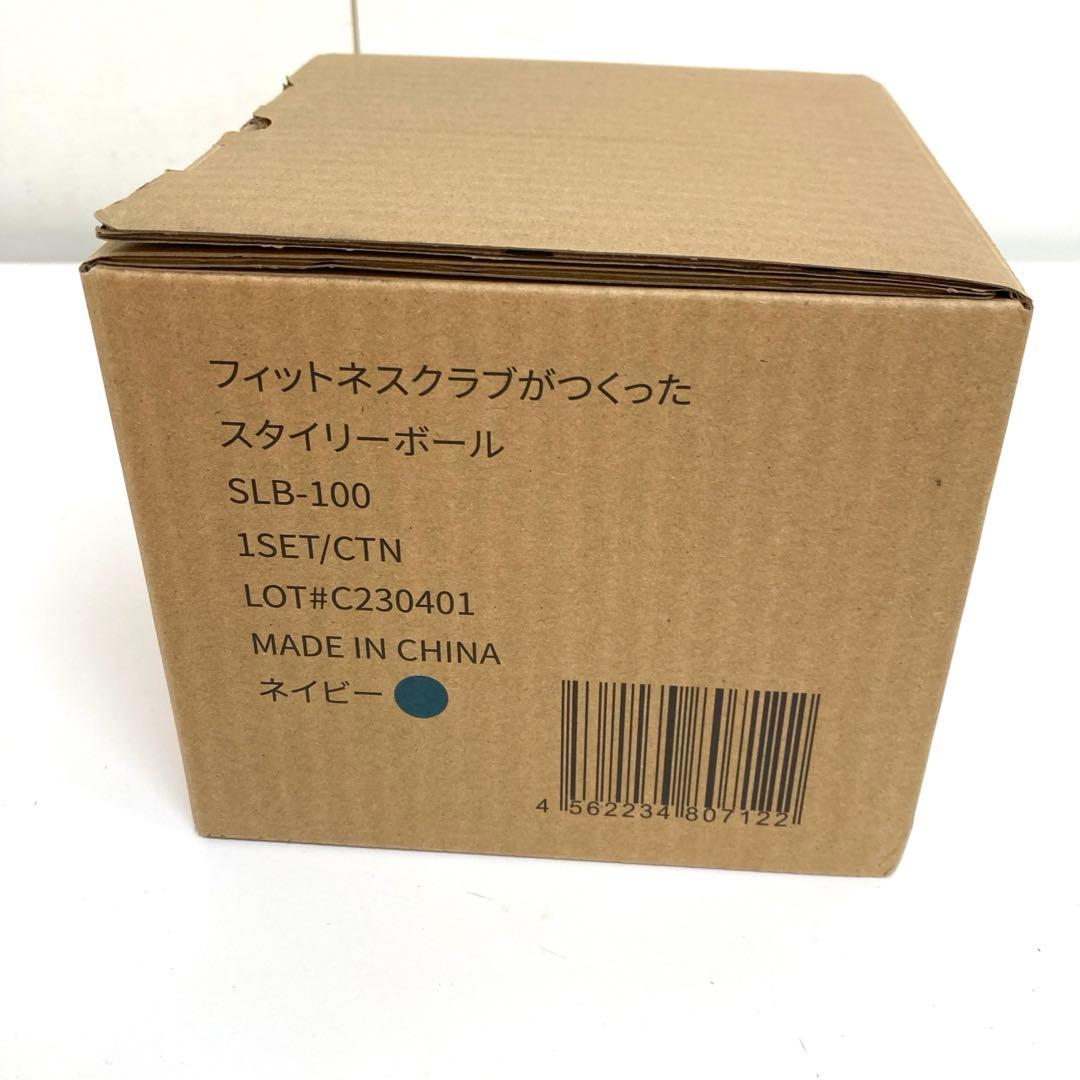 フィットネスクラブがつくった
スタイリーボール
SLB-100
1SET/CTN
LOT#C230401
MADE IN CHINA
ネイビー
4 562234 807122